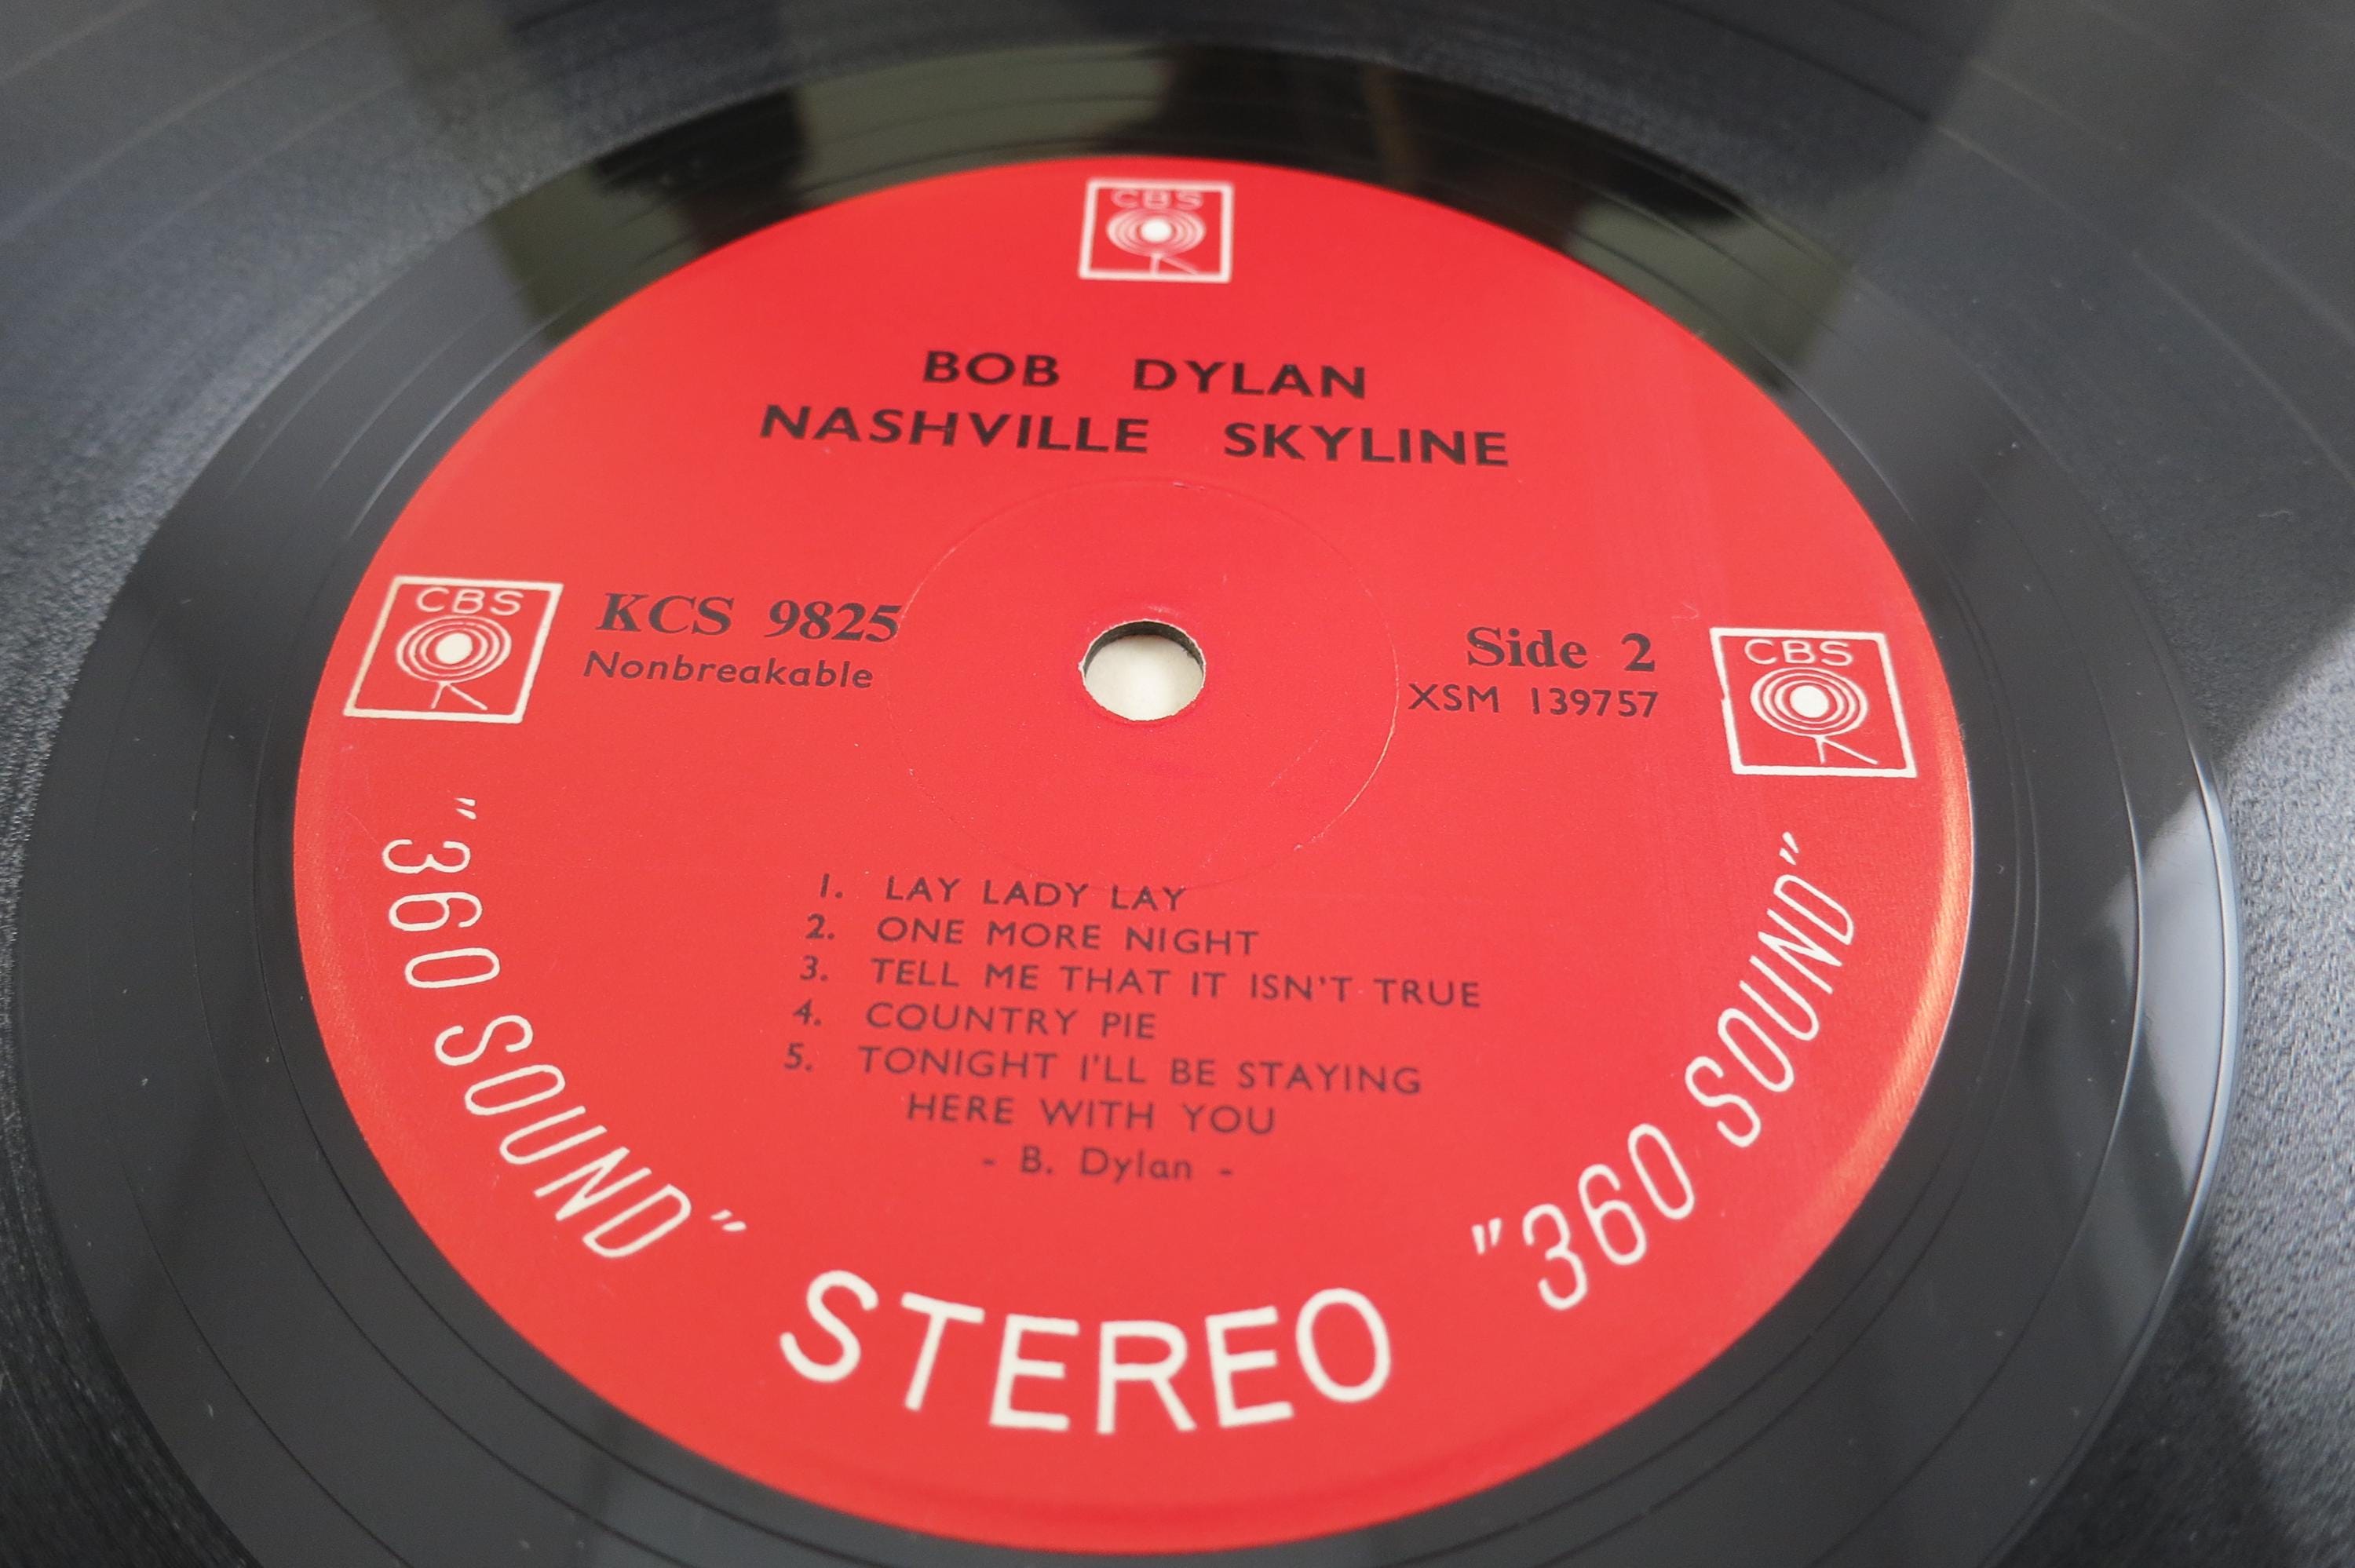 CBS
BOB DYLAN
NASHVILLE SKYLINE
CBS
KCS 9825
Nonbreakable
Side 2
XSM 139757
CBS
1. LAY LADY LAY
2. ONE MORE NIGHT
3. TELL ME THAT IT ISN'T TRUE
4. COUNTRY PIE
5. TONIGHT I'LL BE STAYING
HERE WITH YOU
- B. Dylan -
"360 SOUND"
STEREO
"360 SOUND"